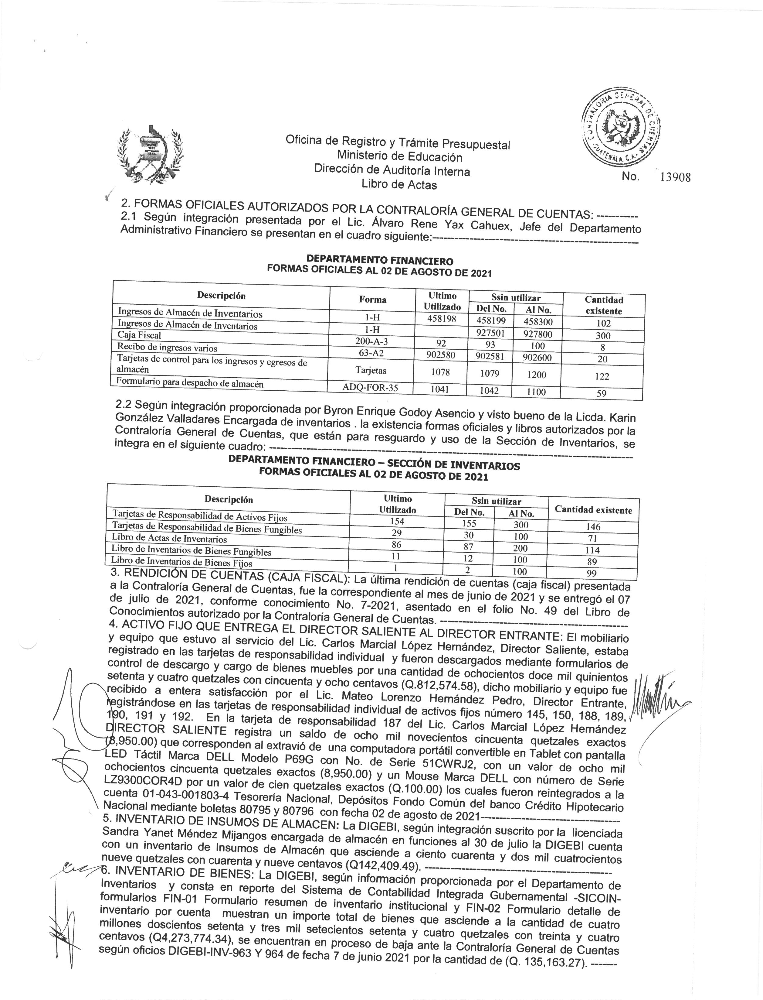 CONTRALORIA GENERAL DE CUENTAS
GUATEMALA, C.A.
Oficina de Registro y Trámite Presupuestal
Ministerio de Educación
Dirección de Auditoría Interna
Libro de Actas
No. 13908
2. FORMAS OFICIALES AUTORIZADOS POR LA CONTRALORÍA GENERAL DE CUENTAS: -----------
2.1 Según integración presentada por el Lic. Álvaro Rene Yax Cahuex, Jefe del Departamento
Administrativo Financiero se presentan en el cuadro siguiente:--------------------------------------------------------
DEPARTAMENTO FINANCIERO
FORMAS OFICIALES AL 02 DE AGOSTO DE 2021
Descripción Forma Ultimo Utilizado Ssin utilizar Cantidad existente
Del No. Al No.
Ingresos de Almacén de Inventarios 1-H 458198 458199 458300 102
Ingresos de Almacén de Inventarios 1-H 927501 927800 300
Caja Fiscal 200-A-3 92 93 100 8
Recibo de ingresos varios 63-A2 902580 902581 902600 20
Tarjetas de control para los ingresos y egresos de
almacén Tarjetas 1078 1079 1200 122
Formulario para despacho de almacén ADQ-FOR-35 1041 1042 1100 59
2.2 Según integración proporcionada por Byron Enrique Godoy Asencio y visto bueno de la Licda. Karin
González Valladares Encargada de inventarios . la existencia formas oficiales y libros autorizados por la
Contraloría General de Cuentas, que están para resguardo y uso de la Sección de Inventarios, se
integra en el siguiente cuadro: ----------------------------------------------------------------------------------------------------
DEPARTAMENTO FINANCIERO – SECCIÓN DE INVENTARIOS
FORMAS OFICIALES AL 02 DE AGOSTO DE 2021
Descripción Ultimo Utilizado Ssin utilizar Cantidad existente
Del No. Al No.
Tarjetas de Responsabilidad de Activos Fijos 154 155 300 146
Tarjetas de Responsabilidad de Bienes Fungibles 29 30 100 71
Libro de Actas de Inventarios 86 87 200 114
Libro de Inventarios de Bienes Fungibles 11 12 100 89
Libro de Inventarios de Bienes Fijos 1 2 100 99
3. RENDICIÓN DE CUENTAS (CAJA FISCAL): La última rendición de cuentas (caja fiscal) presentada
a la Contraloría General de Cuentas, fue la correspondiente al mes de junio de 2021 y se entregó el 07
de julio de 2021, conforme conocimiento No. 7-2021, asentado en el folio No. 49 del Libro de
Conocimientos autorizado por la Contraloría General de Cuentas. ---------------------------------------------------
4. ACTIVO FIJO QUE ENTREGA EL DIRECTOR SALIENTE AL DIRECTOR ENTRANTE: El mobiliario
y equipo que estuvo al servicio del Lic. Carlos Marcial López Hernández, Director Saliente, estaba
registrado en las tarjetas de responsabilidad individual y fueron descargados mediante formularios de
control de descargo y cargo de bienes muebles por una cantidad de ochocientos doce mil quinientos
setenta y cuatro quetzales con cincuenta y ocho centavos (Q.812,574.58), dicho mobiliario y equipo fue
recibido a entera satisfacción por el Lic. Mateo Lorenzo Hernández Pedro, Director Entrante,
registrándose en las tarjetas de responsabilidad individual de activos fijos número 145, 150, 188, 189,
190, 191 y 192. En la tarjeta de responsabilidad 187 del Lic. Carlos Marcial López Hernández
DIRECTOR SALIENTE registra un saldo de ocho mil novecientos cincuenta quetzales exactos
(8,950.00) que corresponden al extravió de una computadora portátil convertible en Tablet con pantalla
LED Táctil Marca DELL Modelo P69G con No. de Serie 51CWRJ2, con un valor de ocho mil
ochocientos cincuenta quetzales exactos (8,950.00) y un Mouse Marca DELL con número de Serie
LZ9300COR4D por un valor de cien quetzales exactos (Q.100.00) los cuales fueron reintegrados a la
cuenta 01-043-001803-4 Tesorería Nacional, Depósitos Fondo Común del banco Crédito Hipotecario
Nacional mediante boletas 80795 y 80796 con fecha 02 de agosto de 2021--------------------------------------
5. INVENTARIO DE INSUMOS DE ALMACEN: La DIGEBI, según integración suscrito por la licenciada
Sandra Yanet Méndez Mijangos encargada de almacén en funciones al 30 de julio la DIGEBI cuenta
con un inventario de Insumos de Almacén que asciende a ciento cuarenta y dos mil cuatrocientos
nueve quetzales con cuarenta y nueve centavos (Q142,409.49). ---------------------------------------------------
6. INVENTARIO DE BIENES: La DIGEBI, según información proporcionada por el Departamento de
Inventarios y consta en reporte del Sistema de Contabilidad Integrada Gubernamental -SICOIN-
formularios FIN-01 Formulario resumen de inventario institucional y FIN-02 Formulario detalle de
inventario por cuenta muestran un importe total de bienes que asciende a la cantidad de cuatro
millones doscientos setenta y tres mil setecientos setenta y cuatro quetzales con treinta y cuatro
centavos (Q4,273,774.34), se encuentran en proceso de baja ante la Contraloría General de Cuentas
según oficios DIGEBI-INV-963 Y 964 de fecha 7 de junio 2021 por la cantidad de (Q. 135,163.27). -------